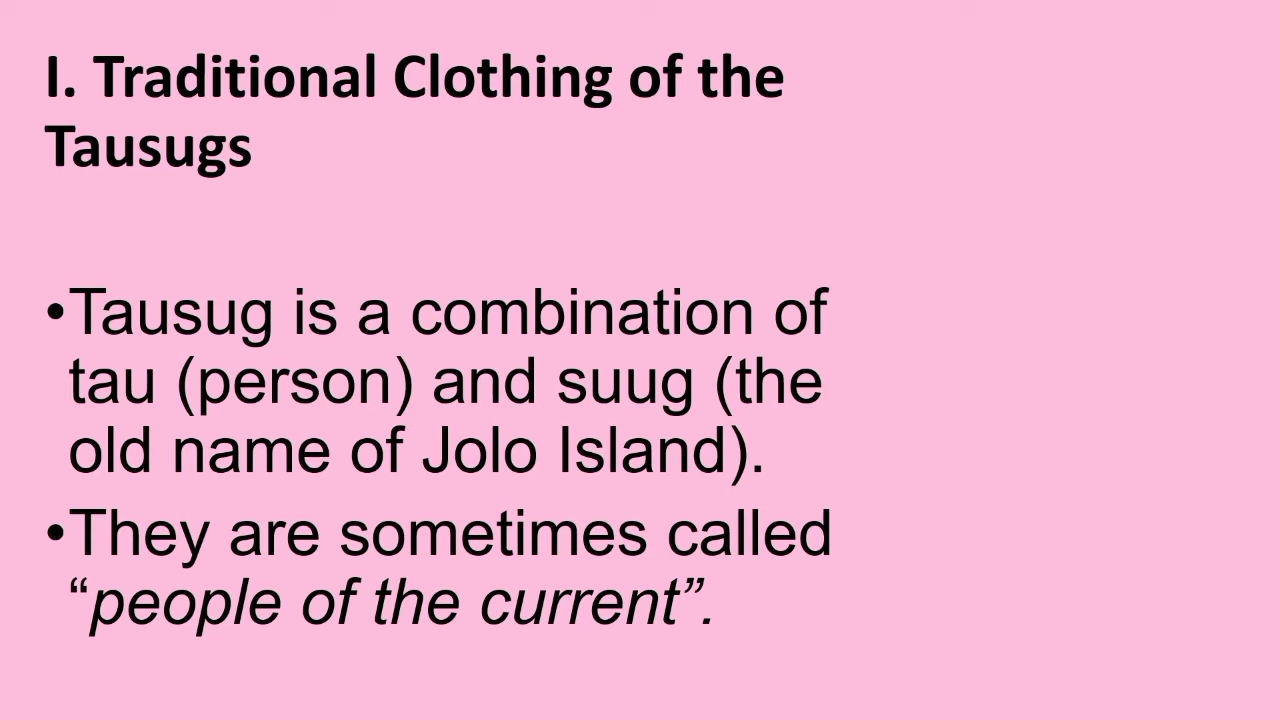 I. Traditional Clothing of the
Tausugs
•Tausug is a combination of
tau (person) and suug (the
old name of Jolo Island).
•They are sometimes called
“people of the current”.